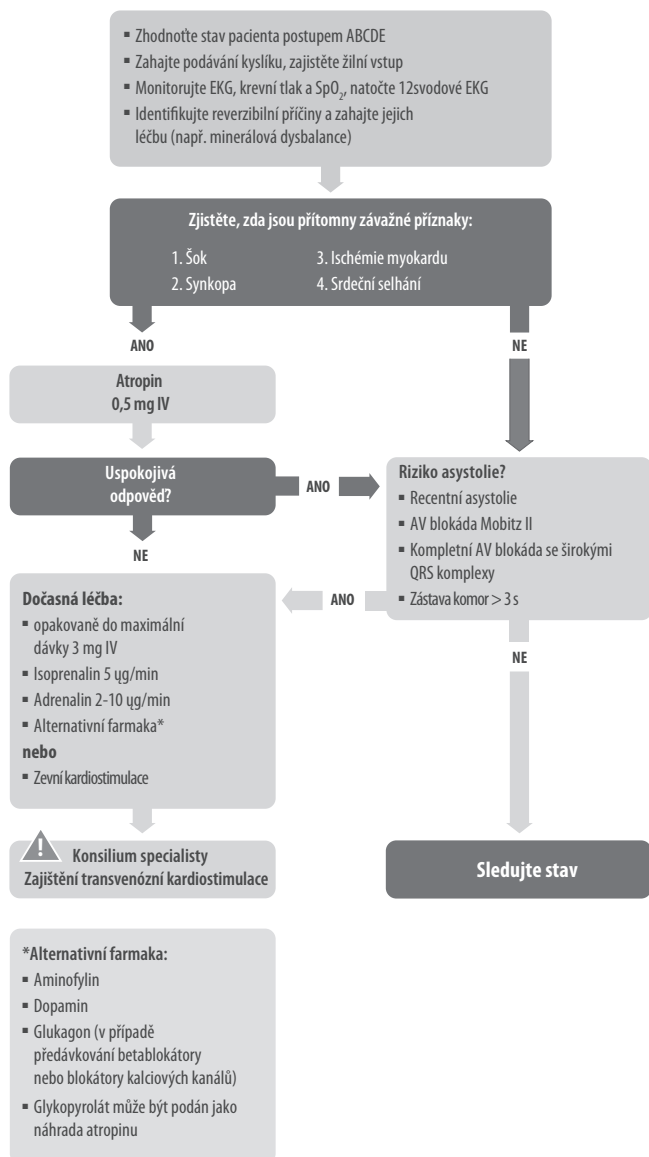 ▪ Zhodnoťte stav pacienta postupem ABCDE
▪ Zahajte podávání kyslíku, zajistěte žilní vstup
▪ Monitorujte EKG, krevní tlak a SpO₂, natočte 12svodové EKG
▪ Identifikujte reverzibilní příčiny a zahajte jejich
léčbu (např. minerálová dysbalance)
Zjistěte, zda jsou přítomny závažné příznaky:
1. Šok
2. Synkopa
3. Ischémie myokardu
4. Srdeční selhání
ANO
NE
Atropin
0,5 mg IV
Uspokojivá
odpověď?
ANO
NE
Riziko asystolie?
▪ Recentní asystolie
▪ AV blokáda Mobitz II
▪ Kompletní AV blokáda se širokými
QRS komplexy
▪ Zástava komor > 3 s
ANO
NE
Dočasná léčba:
▪ opakovaně do maximální
dávky 3 mg IV
▪ Isoprenalin 5 ųg/min
▪ Adrenalin 2-10 ųg/min
▪ Alternativní farmaka*
nebo
▪ Zevní kardiostimulace
! Konsilium specialisty
Zajištění transvenózní kardiostimulace
Sledujte stav
*Alternativní farmaka:
▪ Aminofylin
▪ Dopamin
▪ Glukagon (v případě
předávkování betablokátory
nebo blokátory kalciových kanálů)
▪ Glykopyrolát může být podán jako
náhrada atropinu